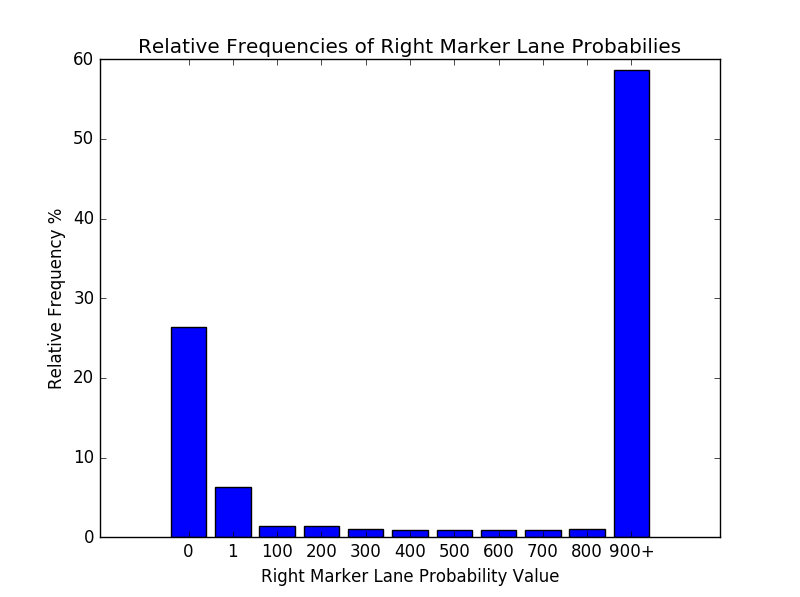 Relative Frequencies of Right Marker Lane Probabilies
60
50
40
30
20
10
0
Relative Frequency %
0 1 100 200 300 400 500 600 700 800 900+
Right Marker Lane Probability Value